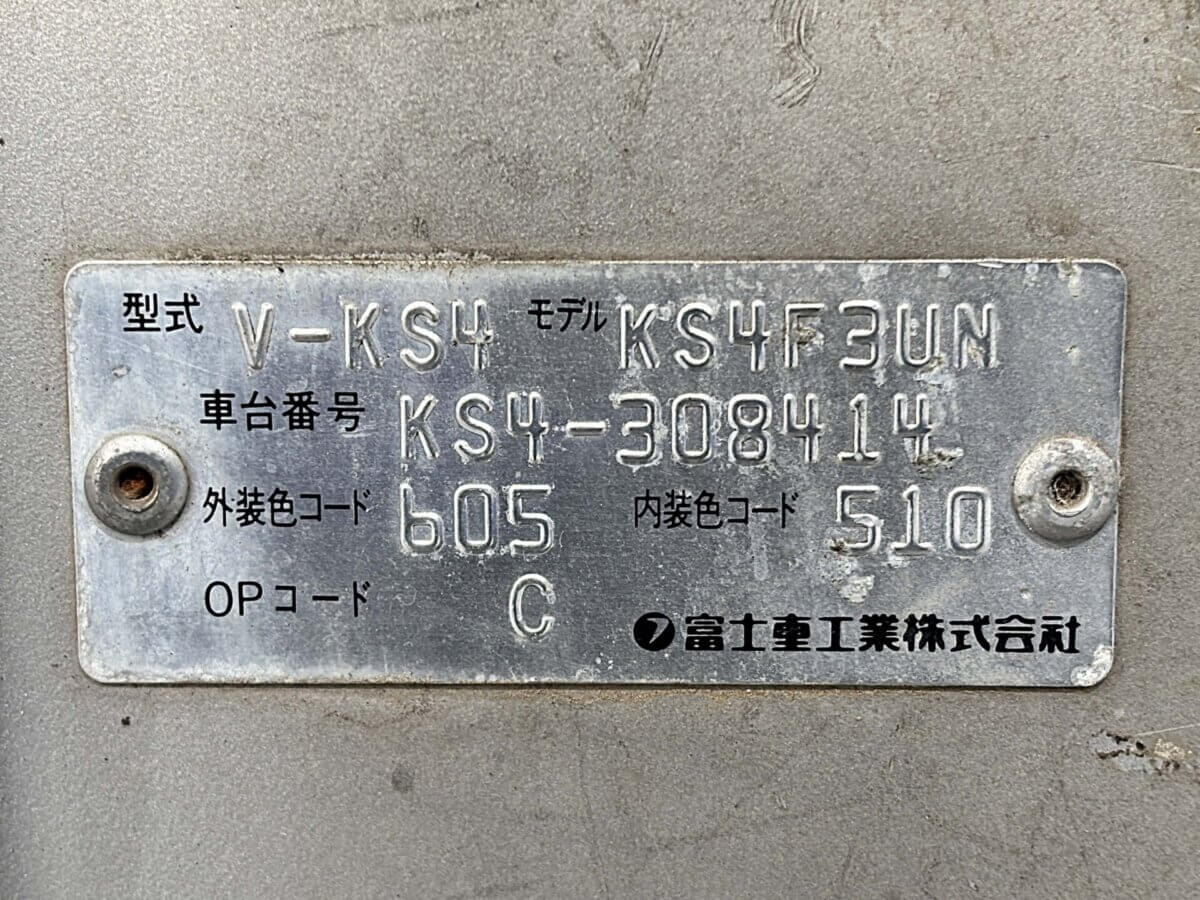 型式 V-KS4 モデル KS4F3UN
車台番号 KS4-308414
外装色コード 605 内装色コード 510
OPコード C
富士重工業株式会社